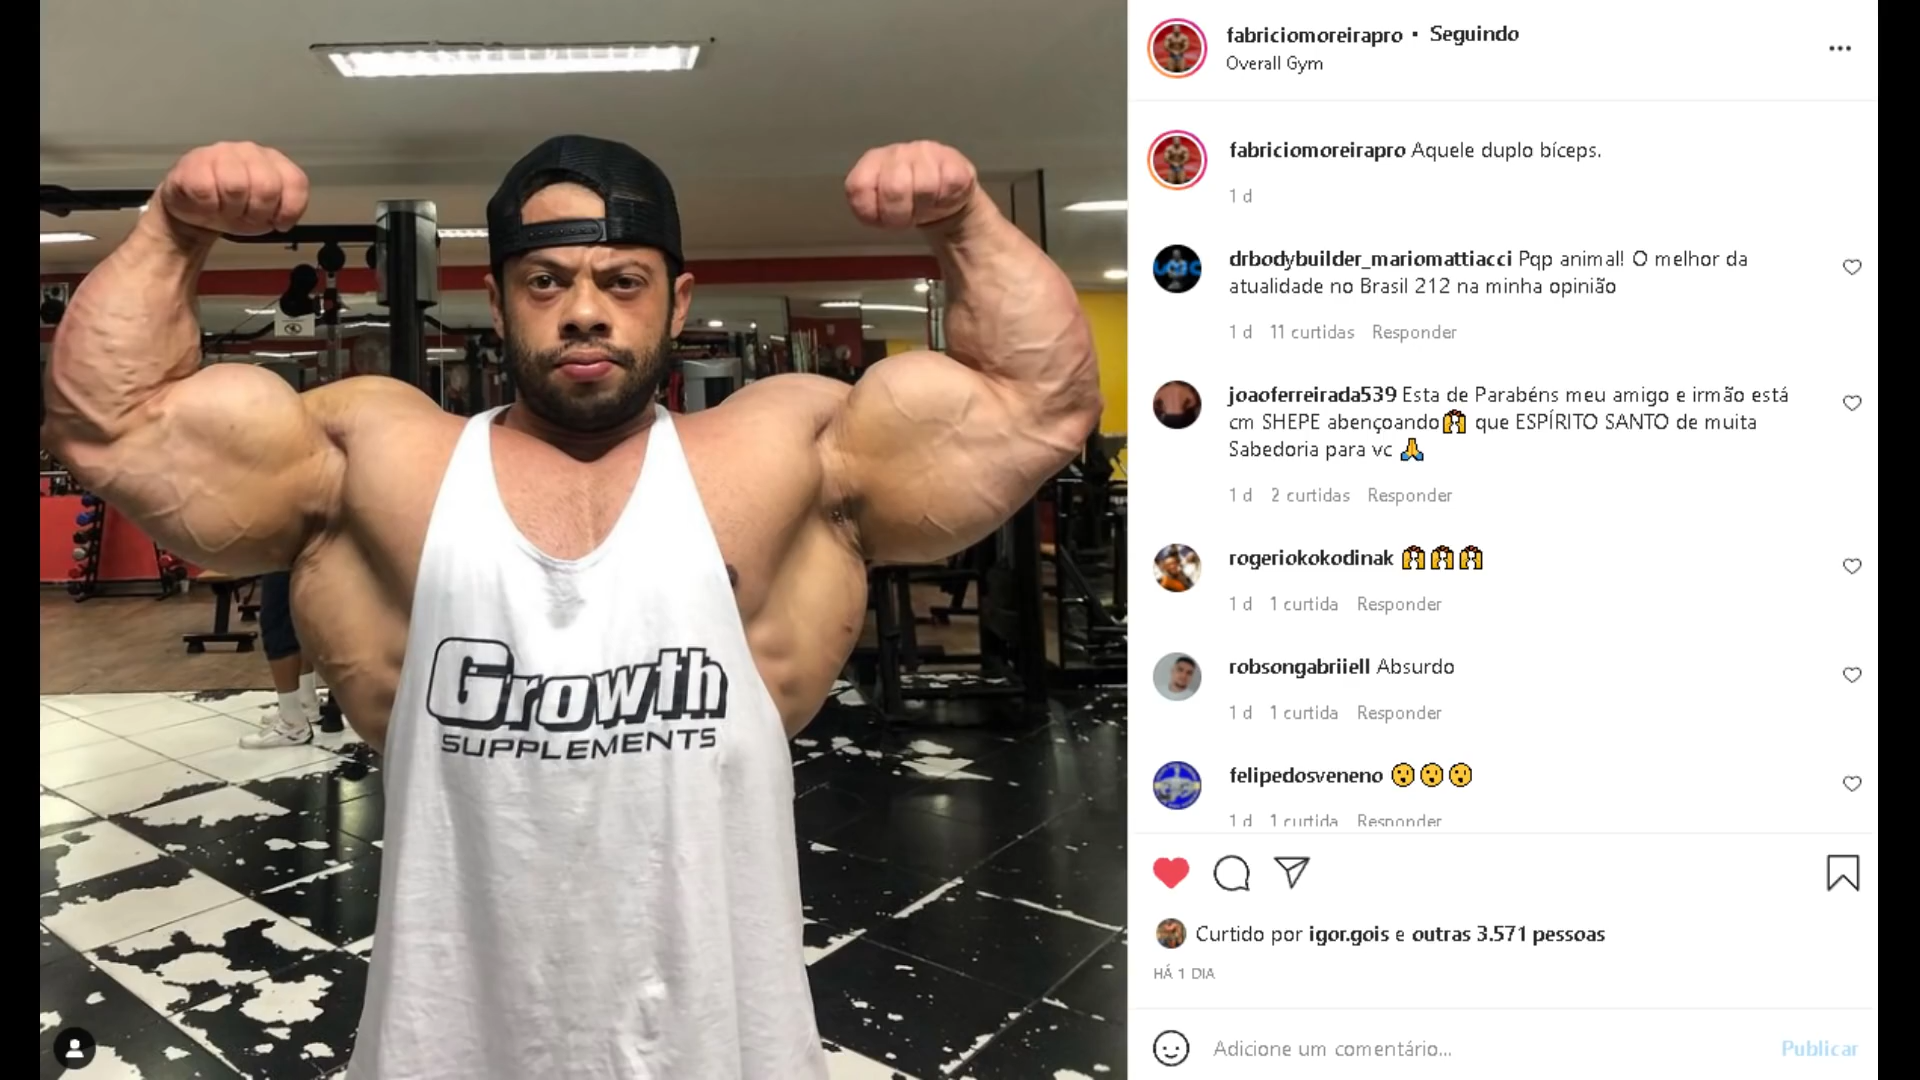 Growth
SUPPLEMENTS
fabriciomoreirapro • Seguindo
Overall Gym
fabriciomoreirapro Aquele duplo bíceps.
1 d
drbodybuilder_mariomattiacci Pqp animal! O melhor da
atualidade no Brasil 212 na minha opinião
1 d 11 curtidas Responder
joaoferreirada539 Esta de Parabéns meu amigo e irmão está
cm SHEPE abençoando🙌 que ESPÍRITO SANTO de muita
Sabedoria para vc 🙏
1 d 2 curtidas Responder
rogeriokokodinak 🙌🙌🙌
1 d 1 curtida Responder
robsongabriiell Absurdo
1 d 1 curtida Responder
felipedosveneno 😮😮😮
1 d 1 curtida Responder
Curtido por igor.gois e outras 3.571 pessoas
HÁ 1 DIA
Adicione um comentário... Publicar